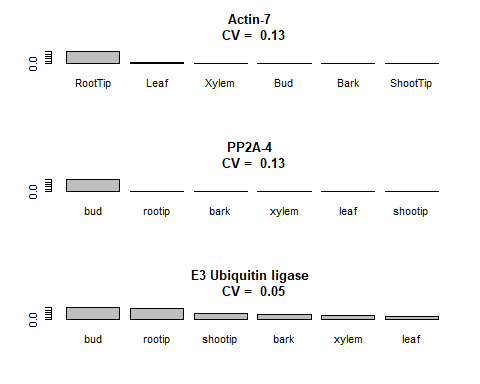 Actin-7
CV = 0.13
0.0
RootTip Leaf Xylem Bud Bark ShootTip
PP2A-4
CV = 0.13
0.0
bud rootip bark xylem leaf shootip
E3 Ubiquitin ligase
CV = 0.05
0.0
bud rootip shootip bark xylem leaf